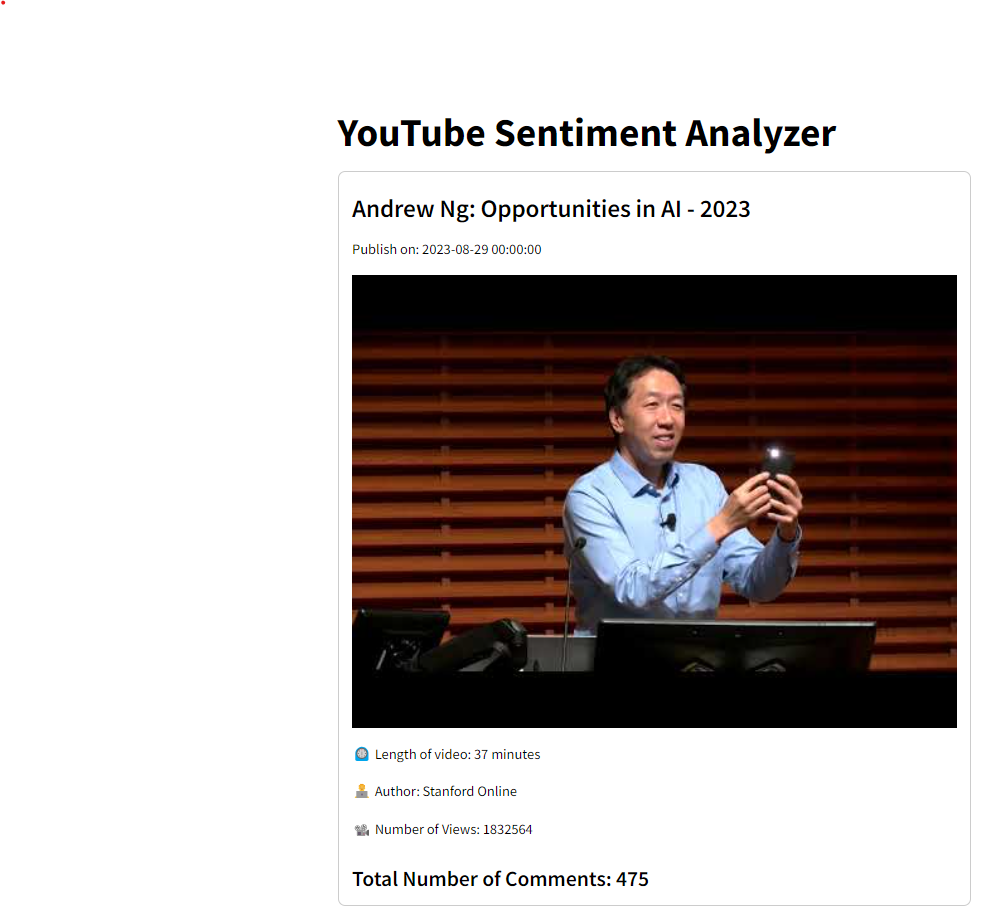 YouTube Sentiment Analyzer
Andrew Ng: Opportunities in AI - 2023
Publish on: 2023-08-29 00:00:00
Length of video: 37 minutes
Author: Stanford Online
Number of Views: 1832564
Total Number of Comments: 475